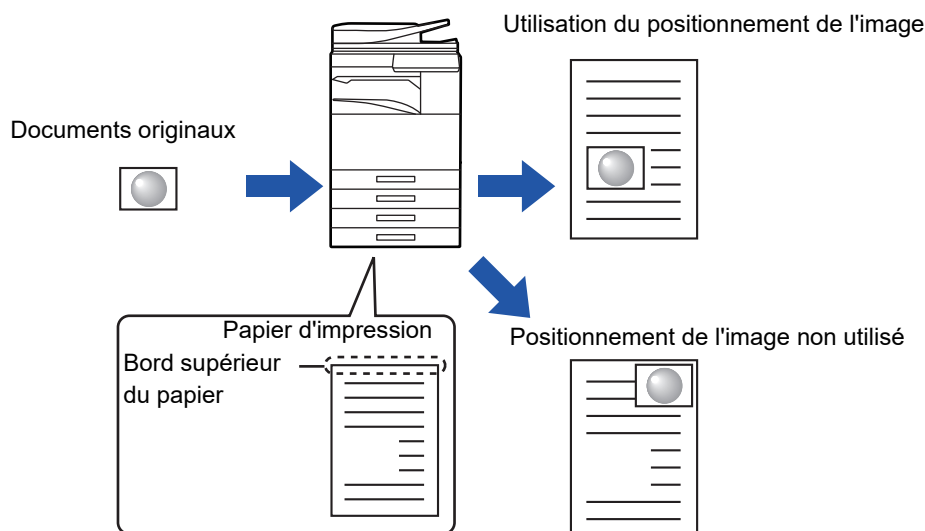 Utilisation du positionnement de l'image
Documents originaux
Papier d'impression
Bord supérieur
du papier
Positionnement de l'image non utilisé